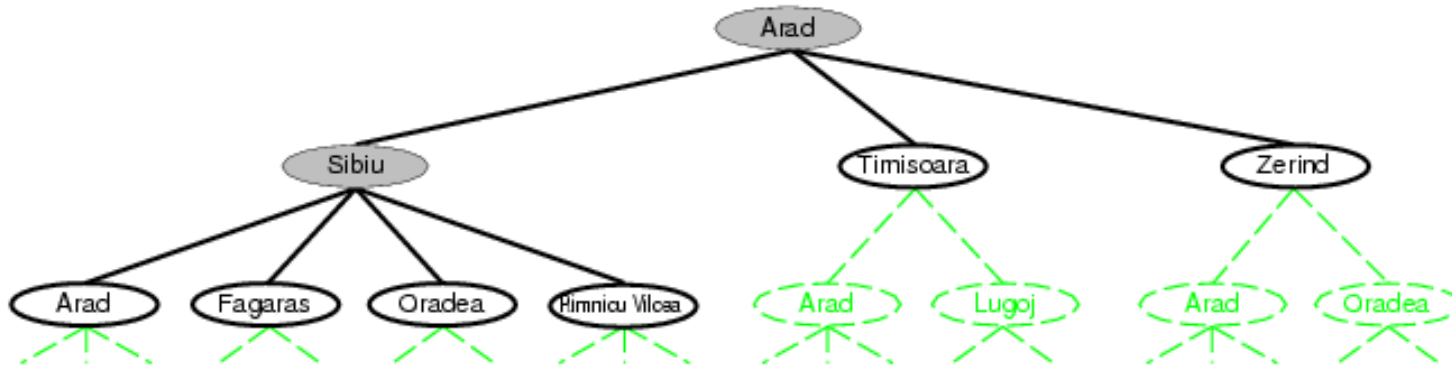 Arad
Sibiu
Timisoara
Zerind
Arad
Fagaras
Oradea
Rimnicu Vilcea
Arad
Lugoj
Arad
Oradea